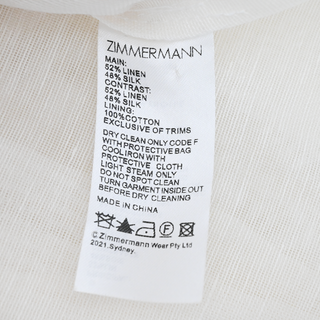 ZIMMERMANN
MAIN:
52% LINEN
48% SILK
CONTRAST:
52% LINEN
48% SILK
LINING:
100%COTTON
EXCLUSIVE OF TRIMS
DRY CLEAN ONLY CODE F
WITH PROTECTIVE BAG
COOL IRON WITH
PROTECTIVE CLOTH
LIGHT STEAM ONLY
DO NOT SPOT CLEAN
TURN GARMENT INSIDE OUT
BEFORE DRY CLEANING
MADE IN CHINA
F
C.Zimmermann Wear Pty Ltd
2021.Sydney.